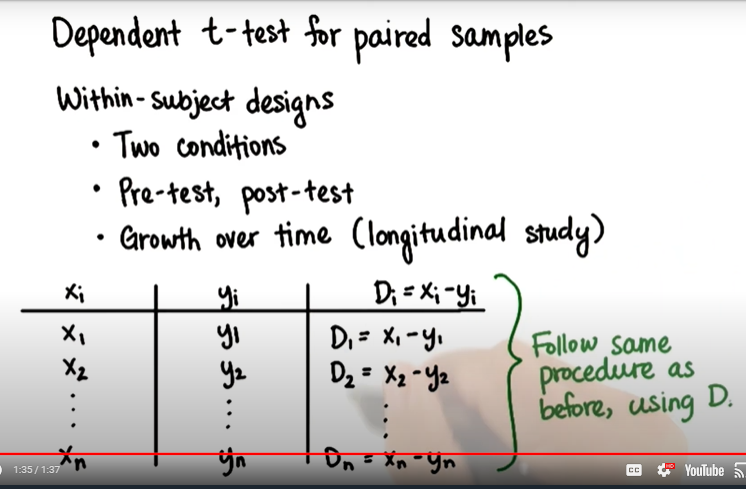 Dependent t-test for paired samples
Within-subject designs
• Two conditions
• Pre-test, post-test
• Growth over time (longitudinal study)
xi yi Di = xi - yi
x1 y1 D1 = x1 - y1
x2 y2 D2 = x2 - y2
⋮ ⋮ ⋮
xn yn Dn = xn - yn
Follow same
procedure as
before, using D.
1:35 / 1:37 CC HD YouTube